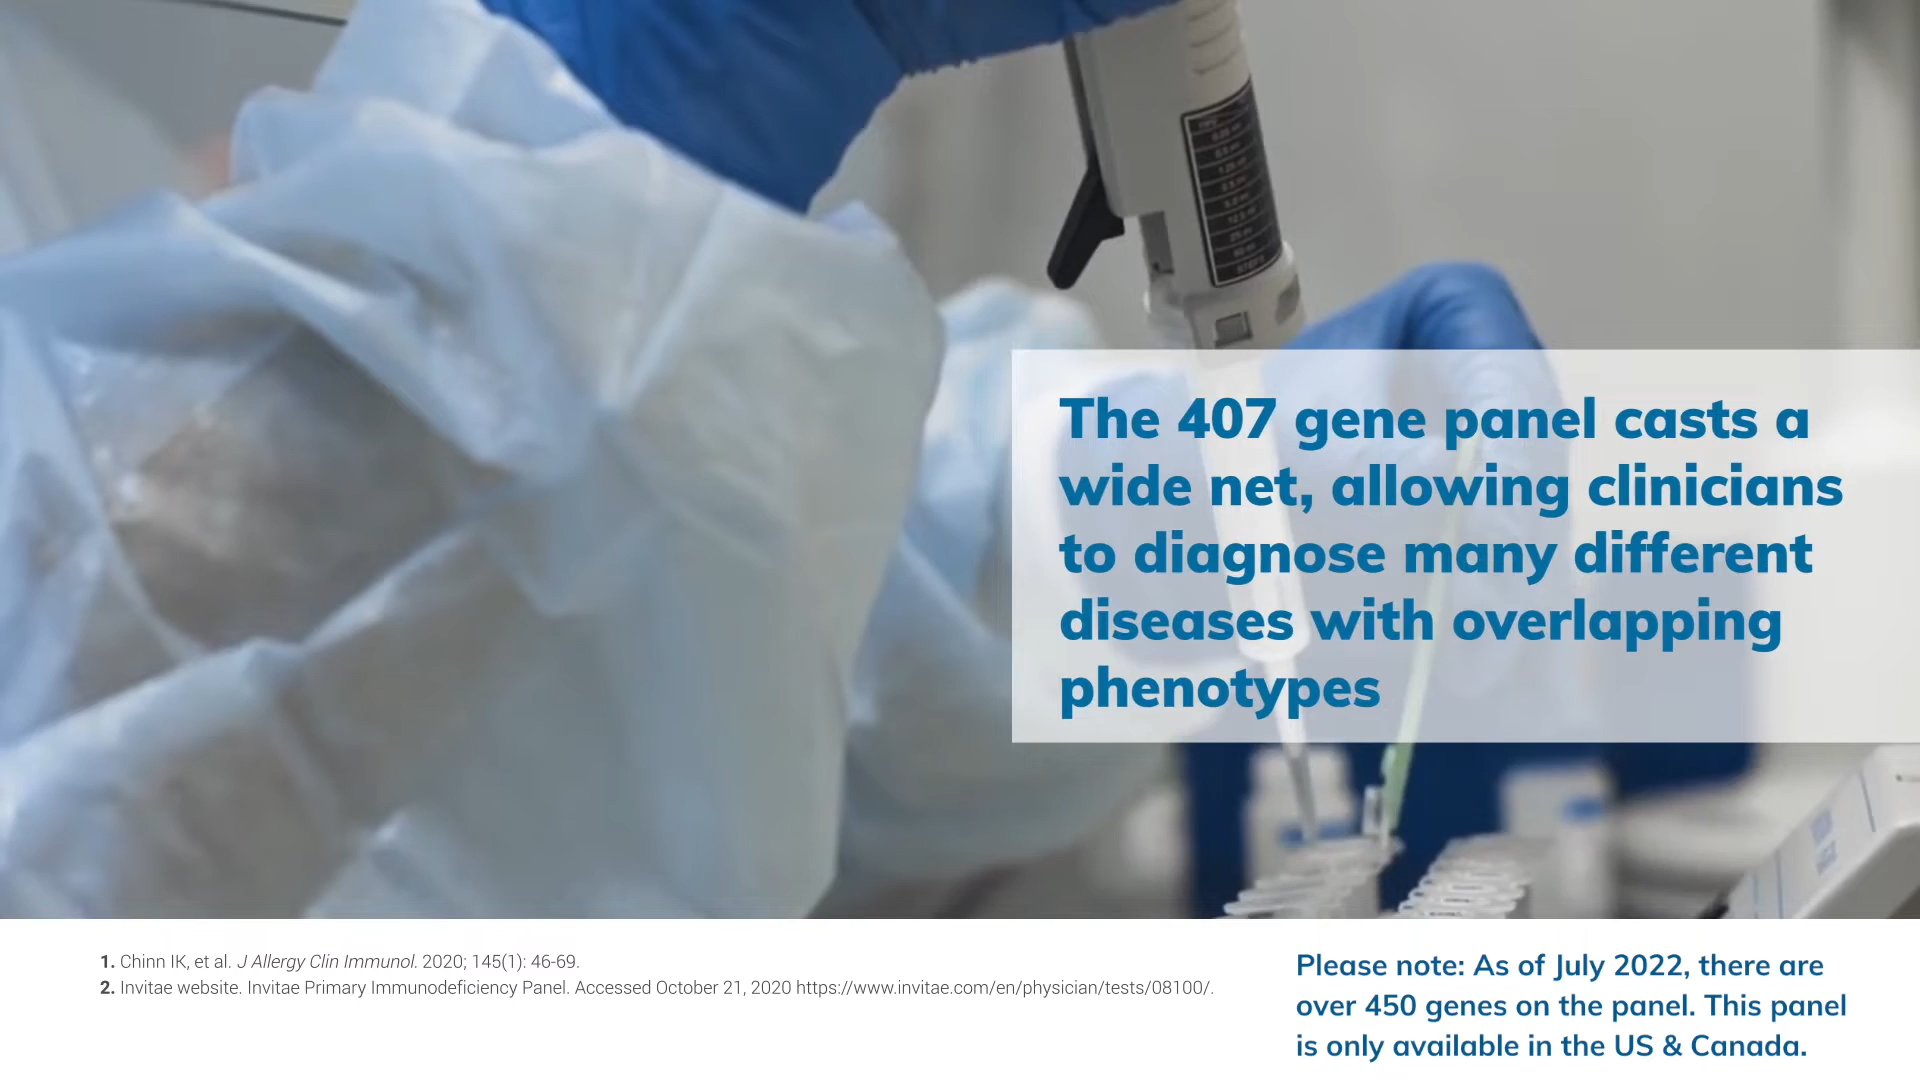 The 407 gene panel casts a
wide net, allowing clinicians
to diagnose many different
diseases with overlapping
phenotypes
1. Chinn IK, et al. J Allergy Clin Immunol. 2020; 145(1): 46-69.
2. Invitae website. Invitae Primary Immunodeficiency Panel. Accessed October 21, 2020 https://www.invitae.com/en/physician/tests/08100/.
Please note: As of July 2022, there are
over 450 genes on the panel. This panel
is only available in the US & Canada.